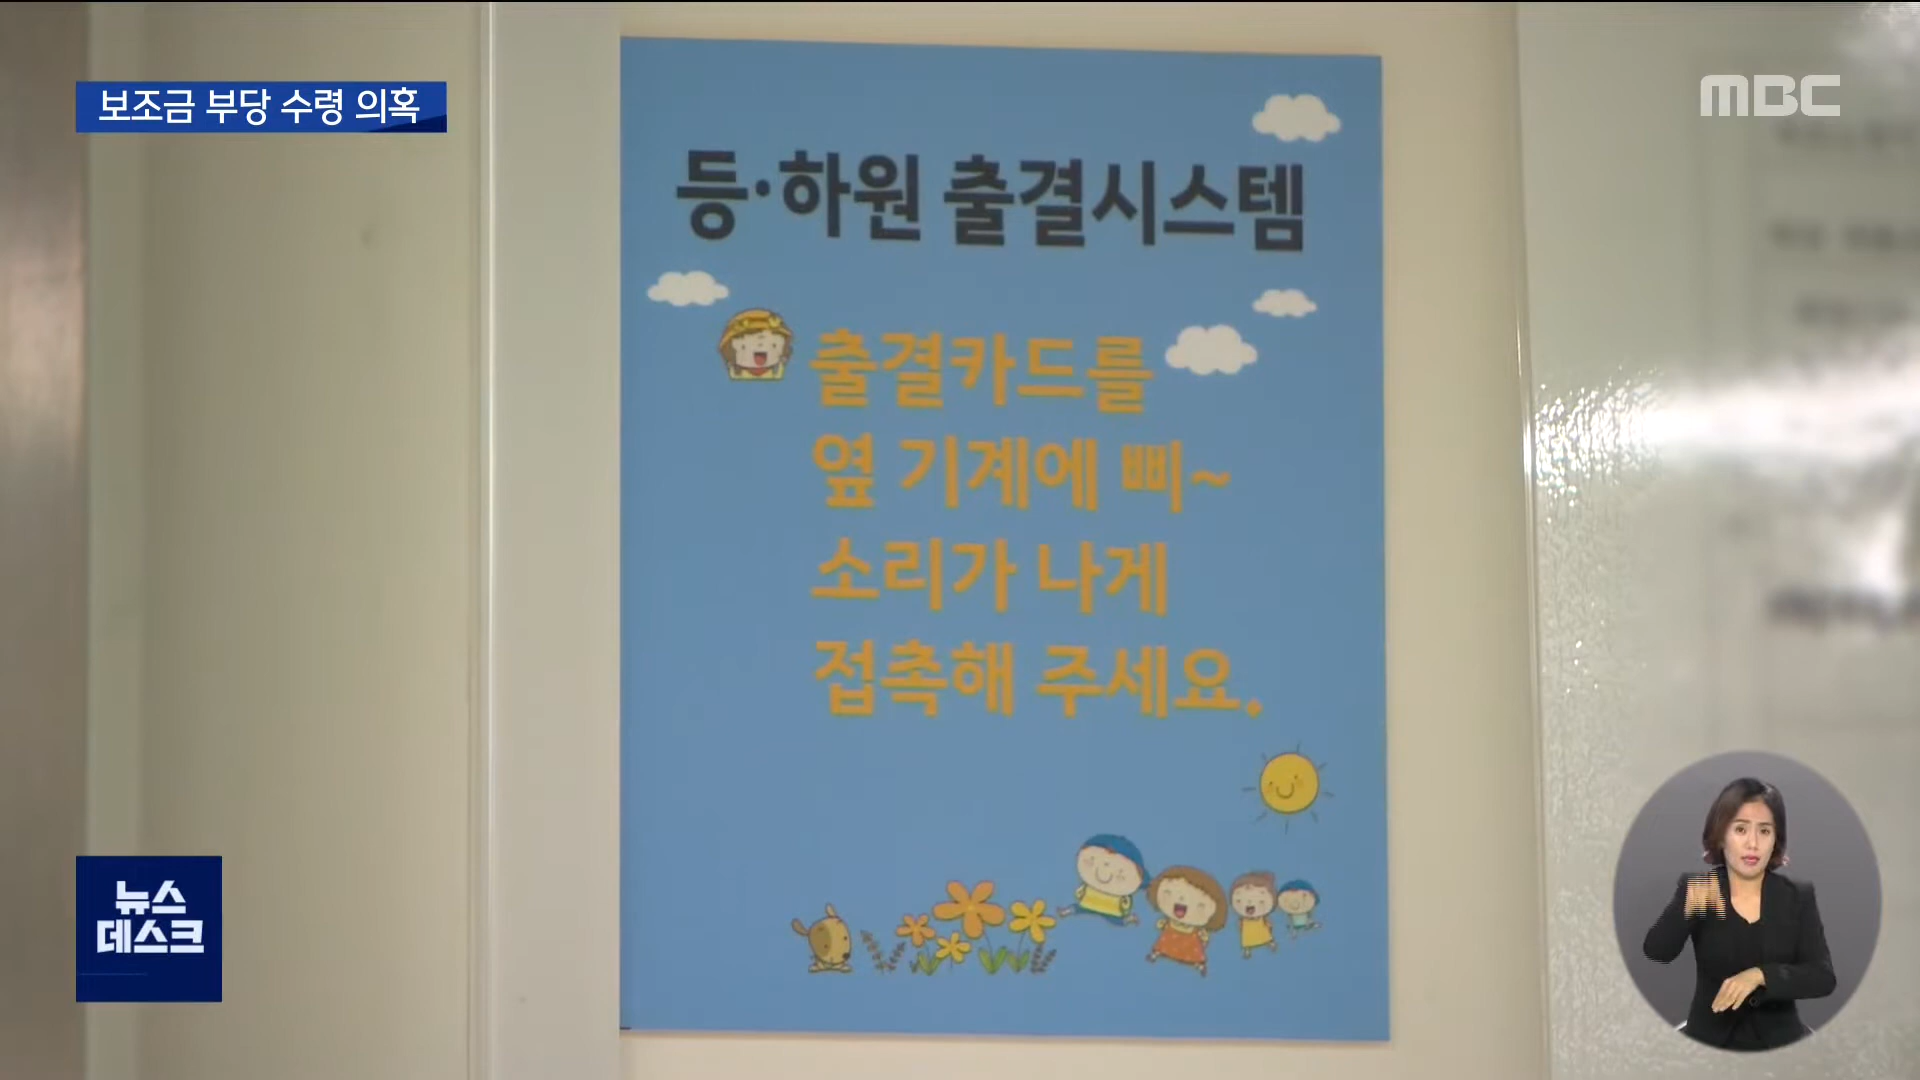 보조금 부당 수령 의혹
MBC
등·하원 출결시스템
출결카드를
옆 기계에 삐~
소리가 나게
접촉해 주세요.
뉴스
데스크